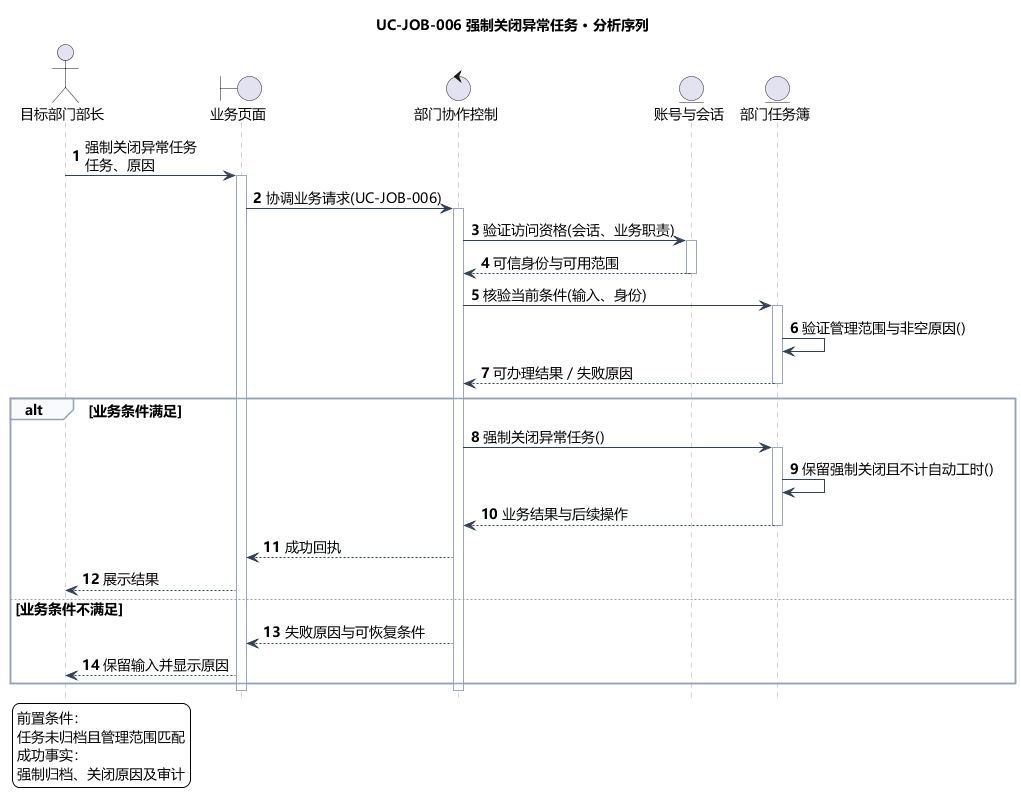 UC-JOB-006 强制关闭异常任务 • 分析序列
目标部门部长
业务页面
部门协作控制
账号与会话
部门任务簿
1 强制关闭异常任务
任务、原因
2 协调业务请求(UC-JOB-006)
3 验证访问资格(会话、业务职责)
4 可信身份与可用范围
5 核验当前条件(输入、身份)
6 验证管理范围与非空原因()
7 可办理结果 / 失败原因
alt [业务条件满足]
8 强制关闭异常任务()
9 保留强制关闭且不计自动工时()
10 业务结果与后续操作
11 成功回执
12 展示结果
[业务条件不满足]
13 失败原因与可恢复条件
14 保留输入并显示原因
前置条件：
任务未归档且管理范围匹配
成功事实：
强制归档、关闭原因及审计